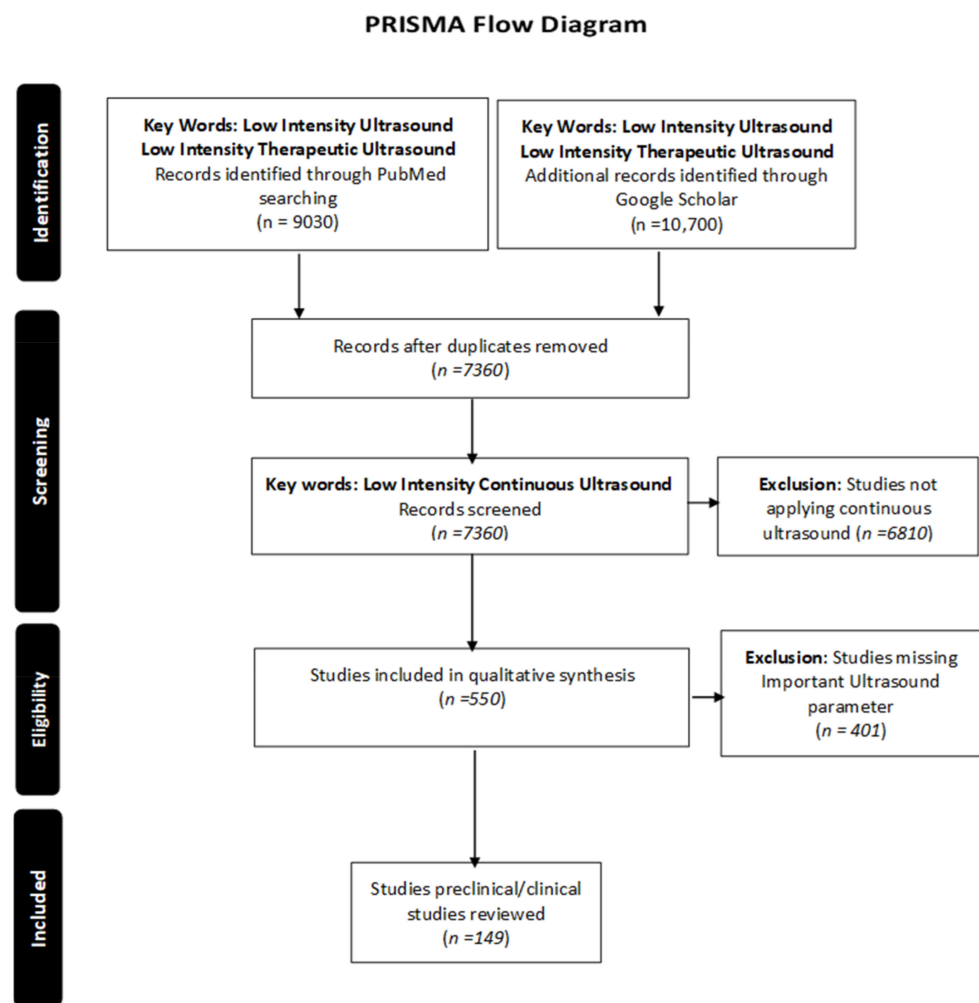 PRISMA Flow Diagram
Identification
Key Words: Low Intensity Ultrasound
Low Intensity Therapeutic Ultrasound
Records identified through PubMed
searching
(n = 9030)
Key Words: Low Intensity Ultrasound
Low Intensity Therapeutic Ultrasound
Additional records identified through
Google Scholar
(n =10,700)
Screening
Records after duplicates removed
(n =7360)
Key words: Low Intensity Continuous Ultrasound
Records screened
(n =7360)
Exclusion: Studies not
applying continuous
ultrasound (n =6810)
Eligibility
Studies included in qualitative synthesis
(n =550)
Exclusion: Studies missing
Important Ultrasound
parameter
(n = 401)
Included
Studies preclinical/clinical
studies reviewed
(n =149)